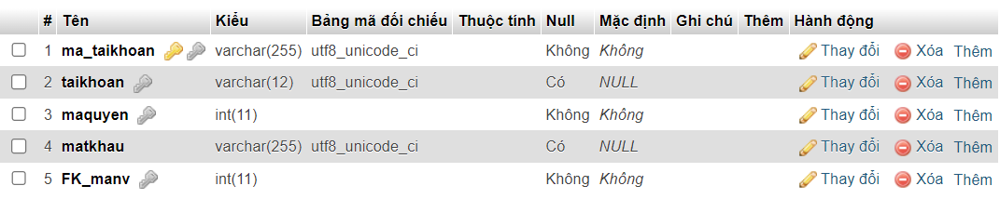 # Tên Kiểu Bảng mã đối chiếu Thuộc tính Null Mặc định Ghi chú Thêm Hành động
1 ma_taikhoan varchar(255) utf8_unicode_ci Không Không Thay đổi Xóa Thêm
2 taikhoan varchar(12) utf8_unicode_ci Có NULL Thay đổi Xóa Thêm
3 maquyen int(11) Không Không Thay đổi Xóa Thêm
4 matkhau varchar(255) utf8_unicode_ci Có NULL Thay đổi Xóa Thêm
5 FK_manv int(11) Không Không Thay đổi Xóa Thêm